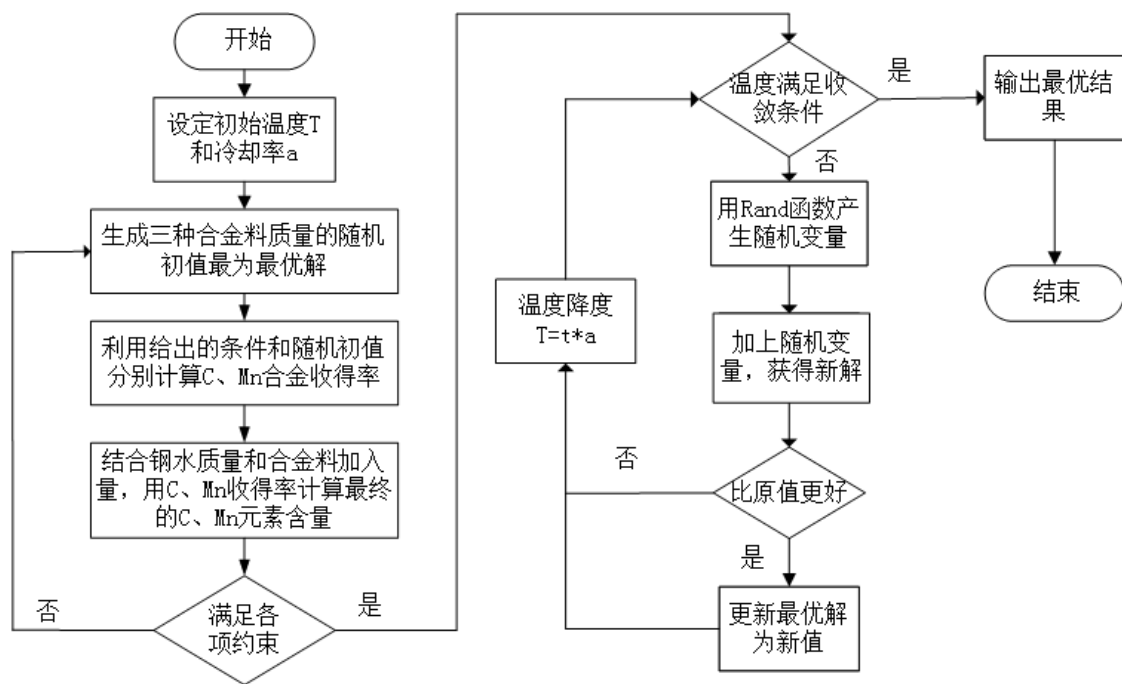 开始
设定初始温度T
和冷却率a
生成三种合金料质量的随机
初值最为最优解
利用给出的条件和随机初值
分别计算C、Mn合金收得率
结合钢水质量和合金料加入
量，用C、Mn收得率计算最终
的C、Mn元素含量
满足各
项约束
否
是
温度满足收
敛条件
是
否
输出最优结
果
结束
用Rand函数产
生随机变量
加上随机变
量，获得新解
比原值更好
否
是
更新最优解
为新值
温度降度
T=t*a